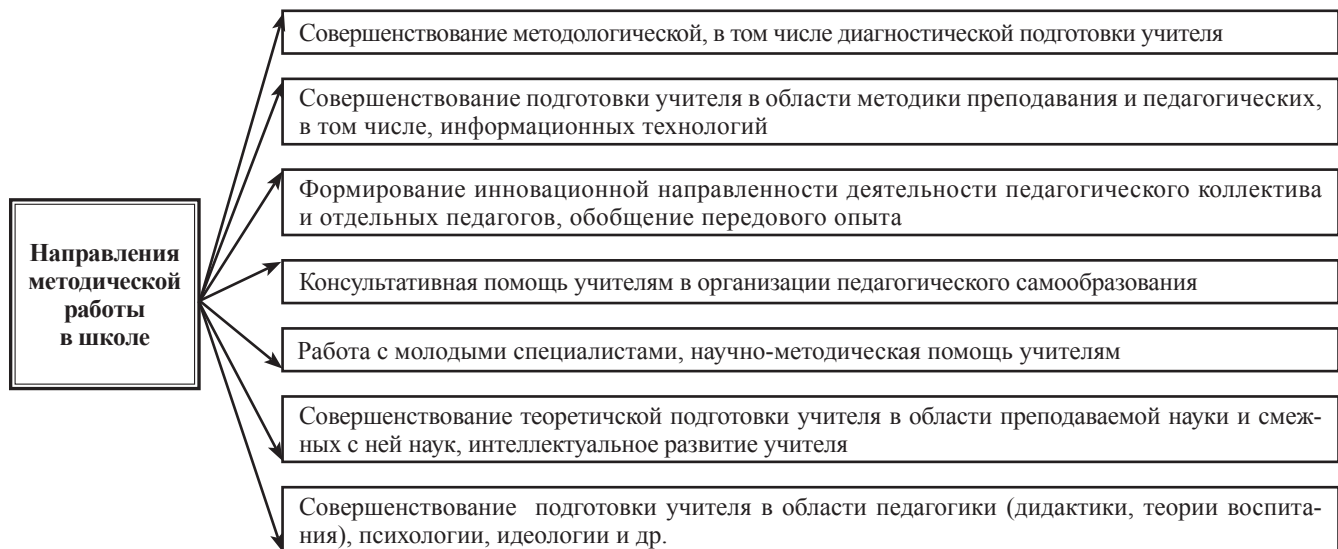 Совершенствование методологической, в том числе диагностической подготовки учителя
Совершенствование подготовки учителя в области методики преподавания и педагогических,
в том числе, информационных технологий
Формирование инновационной направленности деятельности педагогического коллектива
и отдельных педагогов, обобщение передового опыта
Направления
методической
работы
в школе
Консультативная помощь учителям в организации педагогического самообразования
Работа с молодыми специалистами, научно-методическая помощь учителям
Совершенствование теоретичской подготовки учителя в области преподаваемой науки и смеж-
ных с ней наук, интеллектуальное развитие учителя
Совершенствование подготовки учителя в области педагогики (дидактики, теории воспита-
ния), психологии, идеологии и др.